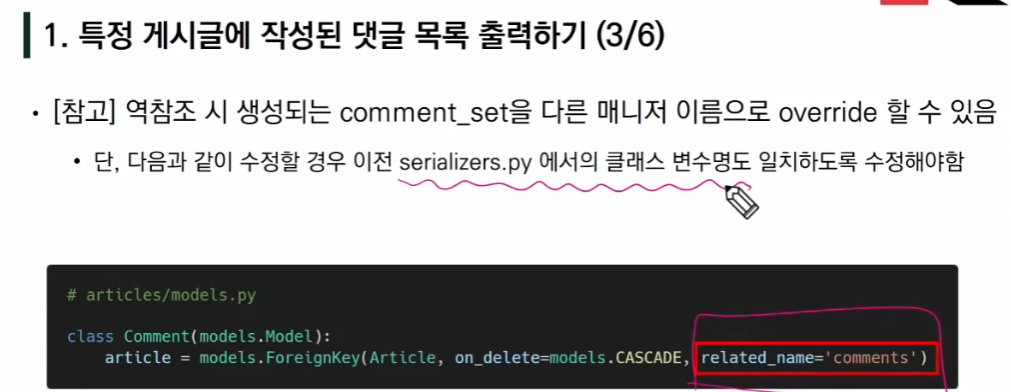 1. 특정 게시글에 작성된 댓글 목록 출력하기 (3/6)
• [참고] 역참조 시 생성되는 comment_set을 다른 매니저 이름으로 override 할 수 있음
• 단, 다음과 같이 수정할 경우 이전 serializers.py 에서의 클래스 변수명도 일치하도록 수정해야함
# articles/models.py
class Comment(models.Model):
    article = models.ForeignKey(Article, on_delete=models.CASCADE, related_name='comments')